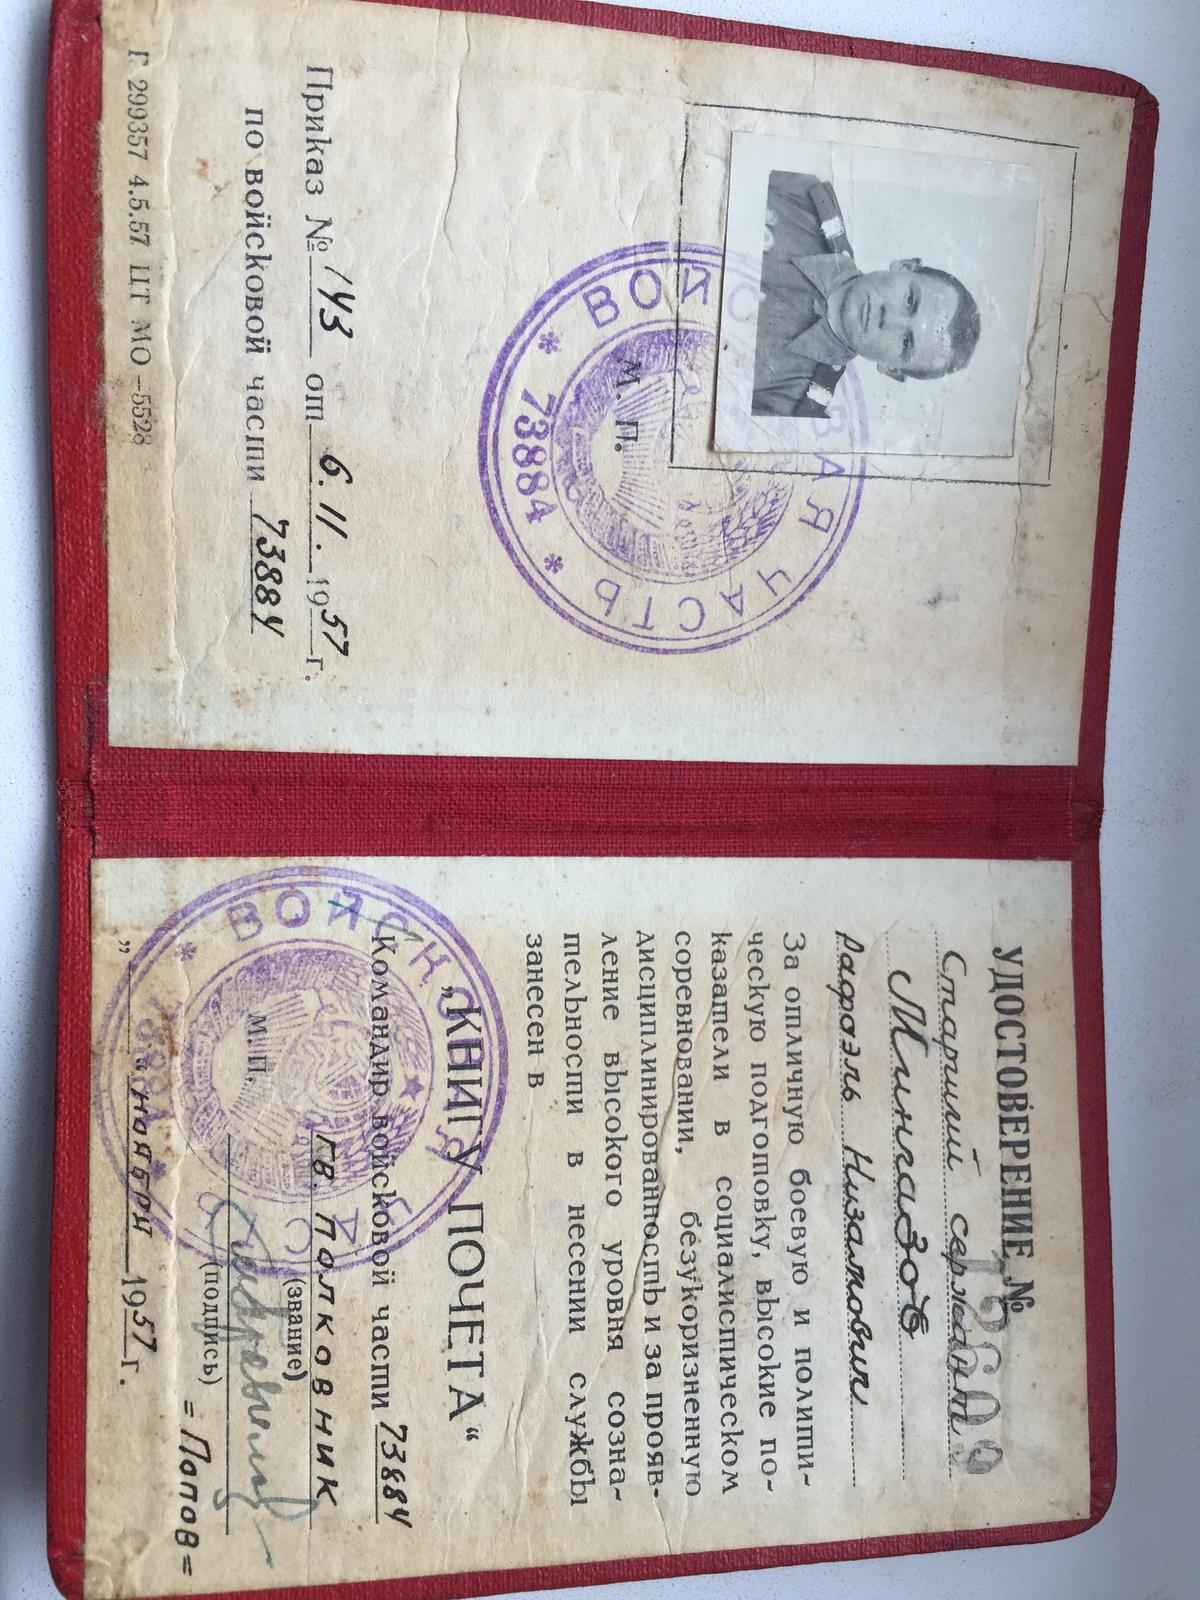 ВОЙСКОВАЯ ЧАСТЬ
* 73884 *
М. П.
Приказ № 143 от 6.11. 1957 г.
по войсковой части 73884
Г 299357 4.5.57 ЦТ МО—5528
УДОСТОВЕРЕНИЕ №
Старший сержант
Мингазов
Рафаэль Низамович
За отличную боевую и полити-
ческую подготовку, высокие по-
казатели в социалистическом
соревновании, безукоризненную
дисциплинированность и за прояв-
ление высокого уровня созна-
тельности в несении службы
занесен в
„КНИГУ ПОЧЕТА“
Командир войсковой части 73884
Гв. полковник
(звание)
М. П.
(подпись)
= Попов =
„ “ ноября 1957 г.